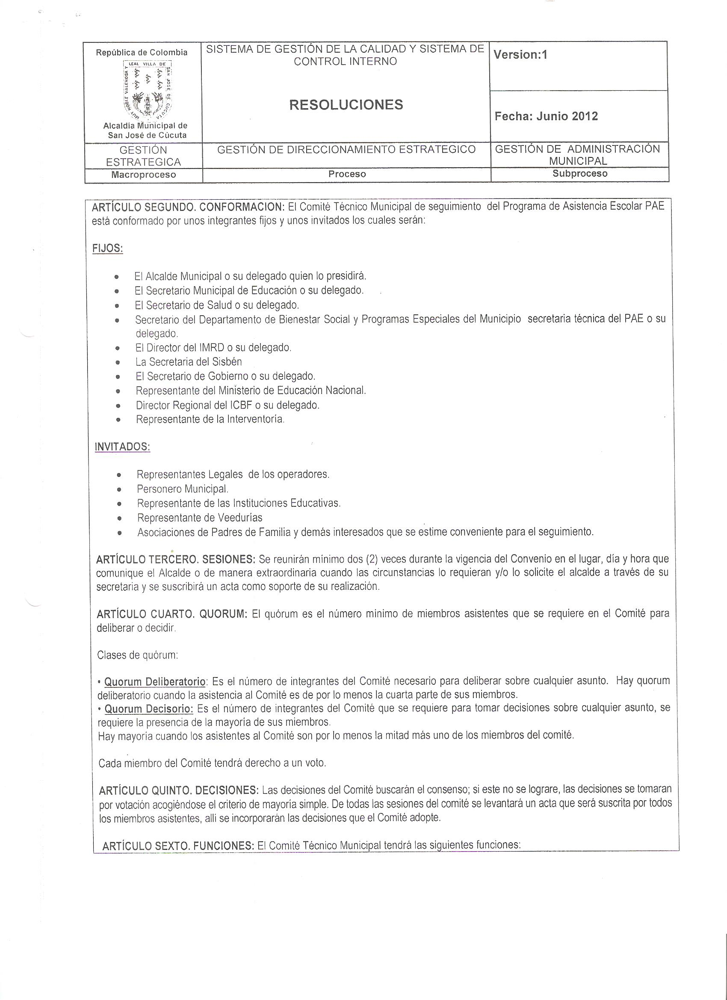 República de Colombia
MUY NOBLE VALEROSA Y LEAL VILLA DE SAN JOSE DE CUCUTA
Alcaldía Municipal de
San José de Cúcuta
SISTEMA DE GESTIÓN DE LA CALIDAD Y SISTEMA DE
CONTROL INTERNO
RESOLUCIONES
Version:1
Fecha: Junio 2012
GESTIÓN
ESTRATEGICA
GESTIÓN DE DIRECCIONAMIENTO ESTRATEGICO
GESTIÓN DE ADMINISTRACIÓN
MUNICIPAL
Macroproceso
Proceso
Subproceso
ARTÍCULO SEGUNDO. CONFORMACION: El Comité Técnico Municipal de seguimiento del Programa de Asistencia Escolar PAE
está conformado por unos integrantes fijos y unos invitados los cuales serán:
FIJOS:
• El Alcalde Municipal o su delegado quien lo presidirá.
• El Secretario Municipal de Educación o su delegado.
• El Secretario de Salud o su delegado.
• Secretario del Departamento de Bienestar Social y Programas Especiales del Municipio secretaria técnica del PAE o su
delegado.
• El Director del IMRD o su delegado.
• La Secretaria del Sisbén
• El Secretario de Gobierno o su delegado.
• Representante del Ministerio de Educación Nacional.
• Director Regional del ICBF o su delegado.
• Representante de la Interventoría.
INVITADOS:
• Representantes Legales de los operadores.
• Personero Municipal.
• Representante de las Instituciones Educativas.
• Representante de Veedurías
• Asociaciones de Padres de Familia y demás interesados que se estime conveniente para el seguimiento.
ARTÍCULO TERCERO. SESIONES: Se reunirán mínimo dos (2) veces durante la vigencia del Convenio en el lugar, día y hora que
comunique el Alcalde o de manera extraordinaria cuando las circunstancias lo requieran y/o lo solicite el alcalde a través de su
secretaria y se suscribirá un acta como soporte de su realización.
ARTÍCULO CUARTO. QUORUM: El quórum es el número mínimo de miembros asistentes que se requiere en el Comité para
deliberar o decidir.
Clases de quórum:
• Quorum Deliberatorio: Es el número de integrantes del Comité necesario para deliberar sobre cualquier asunto. Hay quorum
deliberatorio cuando la asistencia al Comité es de por lo menos la cuarta parte de sus miembros.
• Quorum Decisorio: Es el número de integrantes del Comité que se requiere para tomar decisiones sobre cualquier asunto, se
requiere la presencia de la mayoría de sus miembros.
Hay mayoría cuando los asistentes al Comité son por lo menos la mitad más uno de los miembros del comité.
Cada miembro del Comité tendrá derecho a un voto.
ARTÍCULO QUINTO. DECISIONES: Las decisiones del Comité buscarán el consenso; si este no se lograre, las decisiones se tomaran
por votación acogiéndose el criterio de mayoría simple. De todas las sesiones del comité se levantará un acta que será suscrita por todos
los miembros asistentes, allí se incorporarán las decisiones que el Comité adopte.
ARTÍCULO SEXTO. FUNCIONES: El Comité Técnico Municipal tendrá las siguientes funciones: